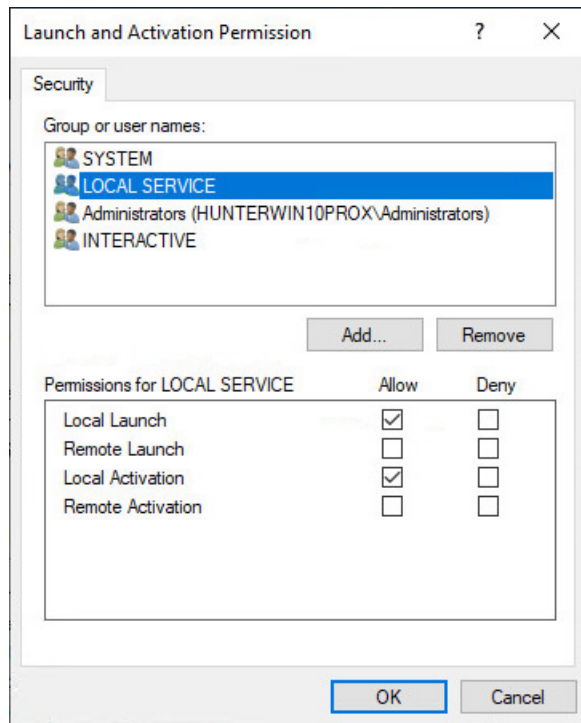 Launch and Activation Permission ?
Security
Group or user names:
SYSTEM
LOCAL SERVICE
Administrators (HUNTERWIN10PROX\Administrators)
INTERACTIVE
Add... Remove
Permissions for LOCAL SERVICE Allow Deny
Local Launch
Remote Launch
Local Activation
Remote Activation
OK Cancel